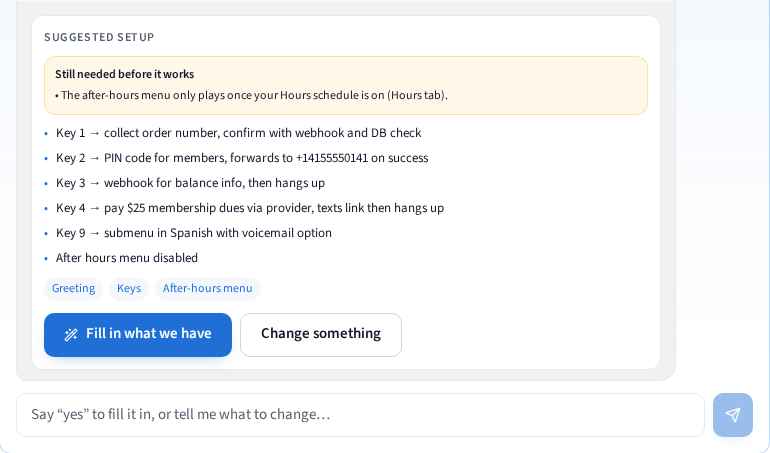 SUGGESTED SETUP
Still needed before it works
• The after-hours menu only plays once your Hours schedule is on (Hours tab).
• Key 1 → collect order number, confirm with webhook and DB check
• Key 2 → PIN code for members, forwards to +14155550141 on success
• Key 3 → webhook for balance info, then hangs up
• Key 4 → pay $25 membership dues via provider, texts link then hangs up
• Key 9 → submenu in Spanish with voicemail option
• After hours menu disabled
Greeting Keys After-hours menu
Fill in what we have Change something
Say “yes” to fill it in, or tell me what to change…